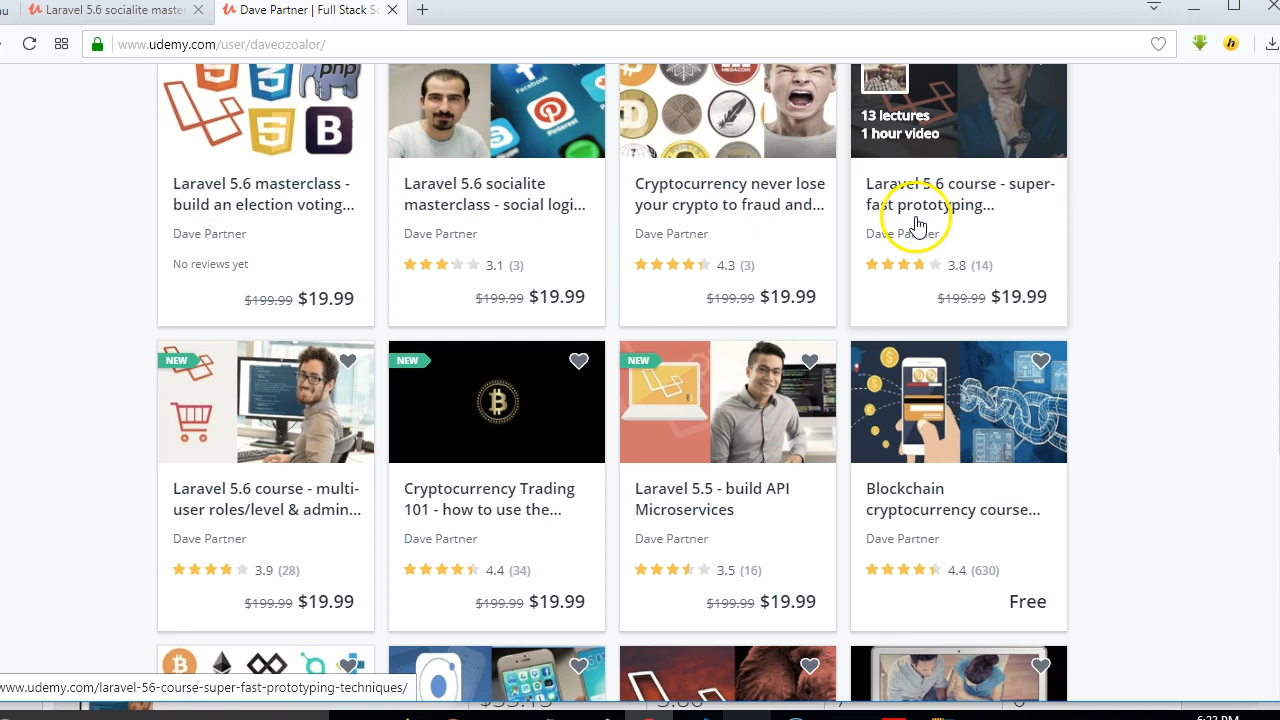 Laravel 5.6 socialite master
Dave Partner | Full Stack So
www.udemy.com/user/daveozoalor/
php
B
Facebook
Pinterest
MEGACOIN
13 lectures
1 hour video
Laravel 5.6 masterclass -
build an election voting...
Dave Partner
No reviews yet
$199.99 $19.99
Laravel 5.6 socialite
masterclass - social logi...
Dave Partner
3.1 (3)
$199.99 $19.99
Cryptocurrency never lose
your crypto to fraud and...
Dave Partner
4.3 (3)
$199.99 $19.99
Laravel 5.6 course - super-
fast prototyping...
Dave Partner
3.8 (14)
$199.99 $19.99
NEW
Laravel 5.6 course - multi-
user roles/level & admin...
Dave Partner
3.9 (28)
$199.99 $19.99
NEW
Cryptocurrency Trading
101 - how to use the...
Dave Partner
4.4 (34)
$199.99 $19.99
NEW
Laravel 5.5 - build API
Microservices
Dave Partner
3.5 (16)
$199.99 $19.99
Blockchain
cryptocurrency course...
Dave Partner
4.4 (630)
Free
www.udemy.com/laravel-56-course-super-fast-prototyping-techniques/